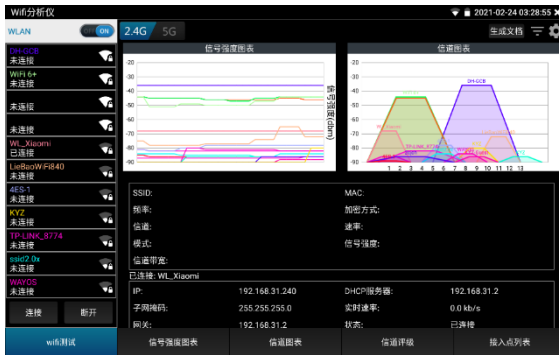 Wifi分析仪
2021-02-24 03:28:55
WLAN
OFF ON
2.4G
5G
生成文档
DH-GCB
未连接
WiFi 6+
未连接
未连接
未连接
WL_Xiaomi
已连接
LieBaoWiFi840
未连接
4ES-1
未连接
KYZ
未连接
TP-LINK_8774
未连接
ssid2.0x
未连接
WAYOS
未连接
连接
断开
信号强度图表
-20
-30
-40
-50
-60
-70
-80
-90
信号强度(dbm)
信道图表
-20
-30
-40
-50
-60
-70
-80
-90
DH-GCB
1 2 3 4 5 6 7 8 9 10 11 12 13
SSID:
MAC:
频率:
加密方式:
信道:
速率:
模式:
信号强度:
信道带宽:
已连接: WL_Xiaomi
IP:
192.168.31.240
DHCP服务器:
192.168.31.2
子网掩码:
255.255.255.0
实时速率:
0.0 kb/s
网关:
192.168.31.2
状态:
已连接
wifi测试
信号强度图表
信道图表
信道评级
接入点列表